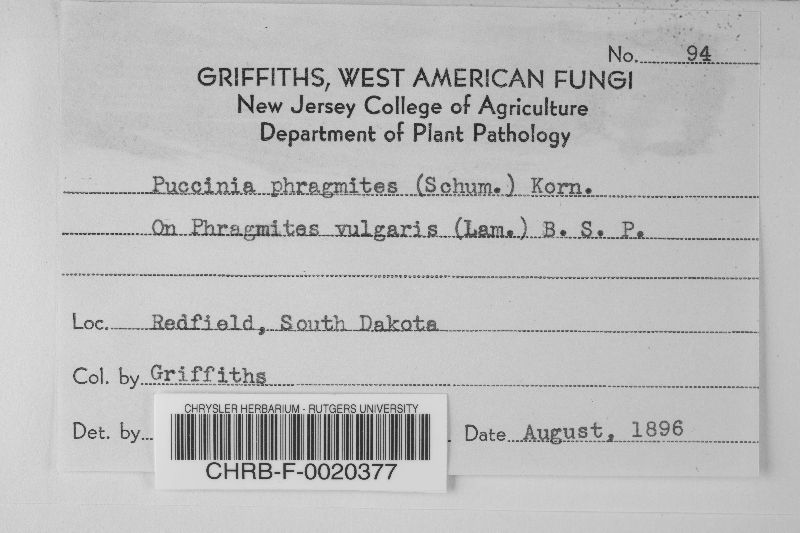 No. 94
GRIFFITHS, WEST AMERICAN FUNGI
New Jersey College of Agriculture
Department of Plant Pathology
Puccinia phragmites (Schum.) Korn.
On Phragmites vulgaris (Lam.) B. S. P.
Loc. Redfield, South Dakota
Col. by Griffiths
CHRYSLER HERBARIUM - RUTGERS UNIVERSITY
Det. by
Date August, 1896
CHRB-F-0020377